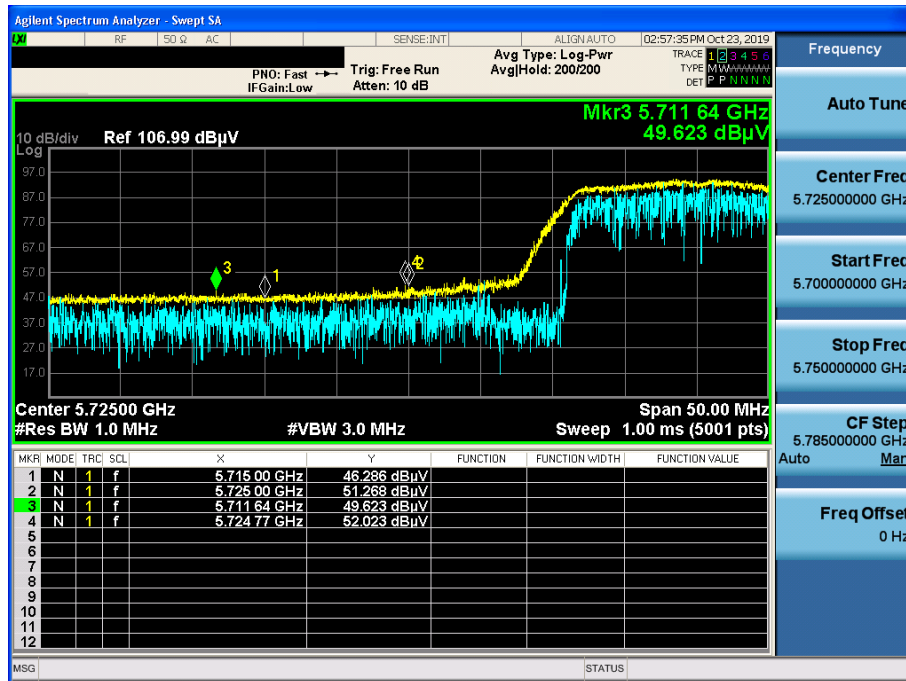 Agilent Spectrum Analyzer - Swept SA
LXI RF 50 Ω AC SENSE:INT ALIGN AUTO 02:57:35 PM Oct 23, 2019
PNO: Fast Trig: Free Run Avg Type: Log-Pwr TRACE 1 2 3 4 5 6
IFGain:Low Atten: 10 dB Avg|Hold: 200/200 TYPE M W
DET P P N N N N
Mkr3 5.711 64 GHz
49.623 dBµV
10 dB/div Ref 106.99 dBµV
Log
97.0
87.0
77.0
67.0
57.0
47.0
37.0
27.0
17.0
3
1
2
Center 5.72500 GHz Span 50.00 MHz
#Res BW 1.0 MHz #VBW 3.0 MHz Sweep 1.00 ms (5001 pts)
MKR MODE TRC SCL X Y FUNCTION FUNCTION WIDTH FUNCTION VALUE
1 N 1 f 5.715 00 GHz 46.286 dBµV
2 N 1 f 5.725 00 GHz 51.268 dBµV
3 N 1 f 5.711 64 GHz 49.623 dBµV
4 N 1 f 5.724 77 GHz 52.023 dBµV
5
6
7
8
9
10
11
12
MSG STATUS
Frequency
Auto Tune
Center Freq
5.725000000 GHz
Start Freq
5.700000000 GHz
Stop Freq
5.750000000 GHz
CF Step
5.785000000 GHz
Auto Man
Freq Offset
0 Hz